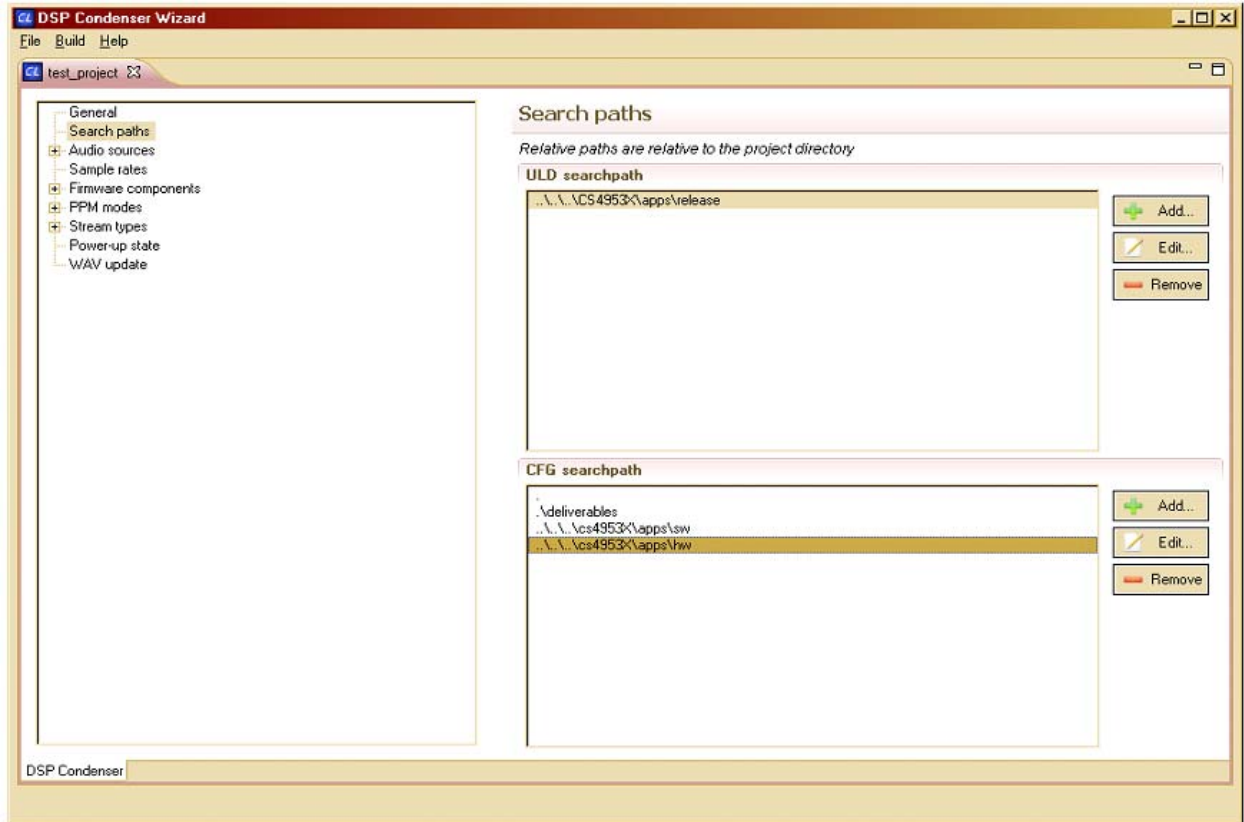 CL DSP Condenser Wizard
File Build Help
CL test_project
General
Search paths
Audio sources
Sample rates
Firmware components
PPM modes
Stream types
Power-up state
WAV update
Search paths
Relative paths are relative to the project directory
ULD searchpath
..\..\..\CS4953X\apps\release
Add...
Edit...
Remove
CFG searchpath
.
.\deliverables
..\..\..\cs4953X\apps\sw
..\..\..\cs4953X\apps\hw
Add...
Edit...
Remove
DSP Condenser